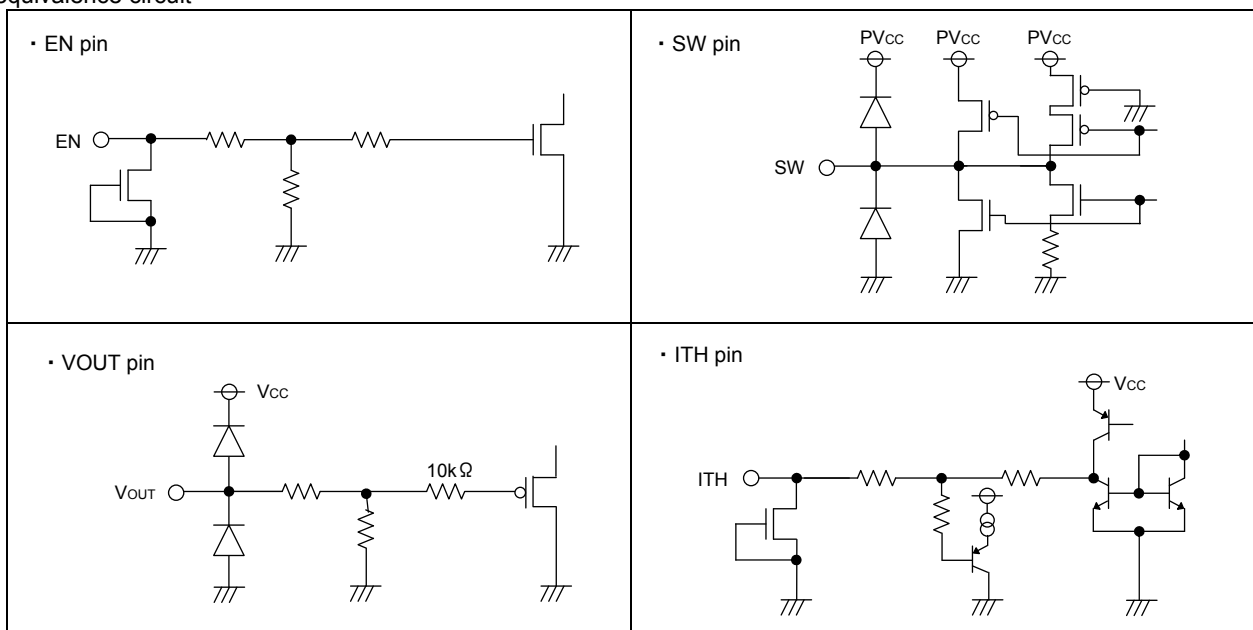 equivalence circuit
・EN pin
EN
・SW pin
PVCC PVCC PVCC
SW
・VOUT pin
VCC
10kΩ
VOUT
・ITH pin
VCC
ITH